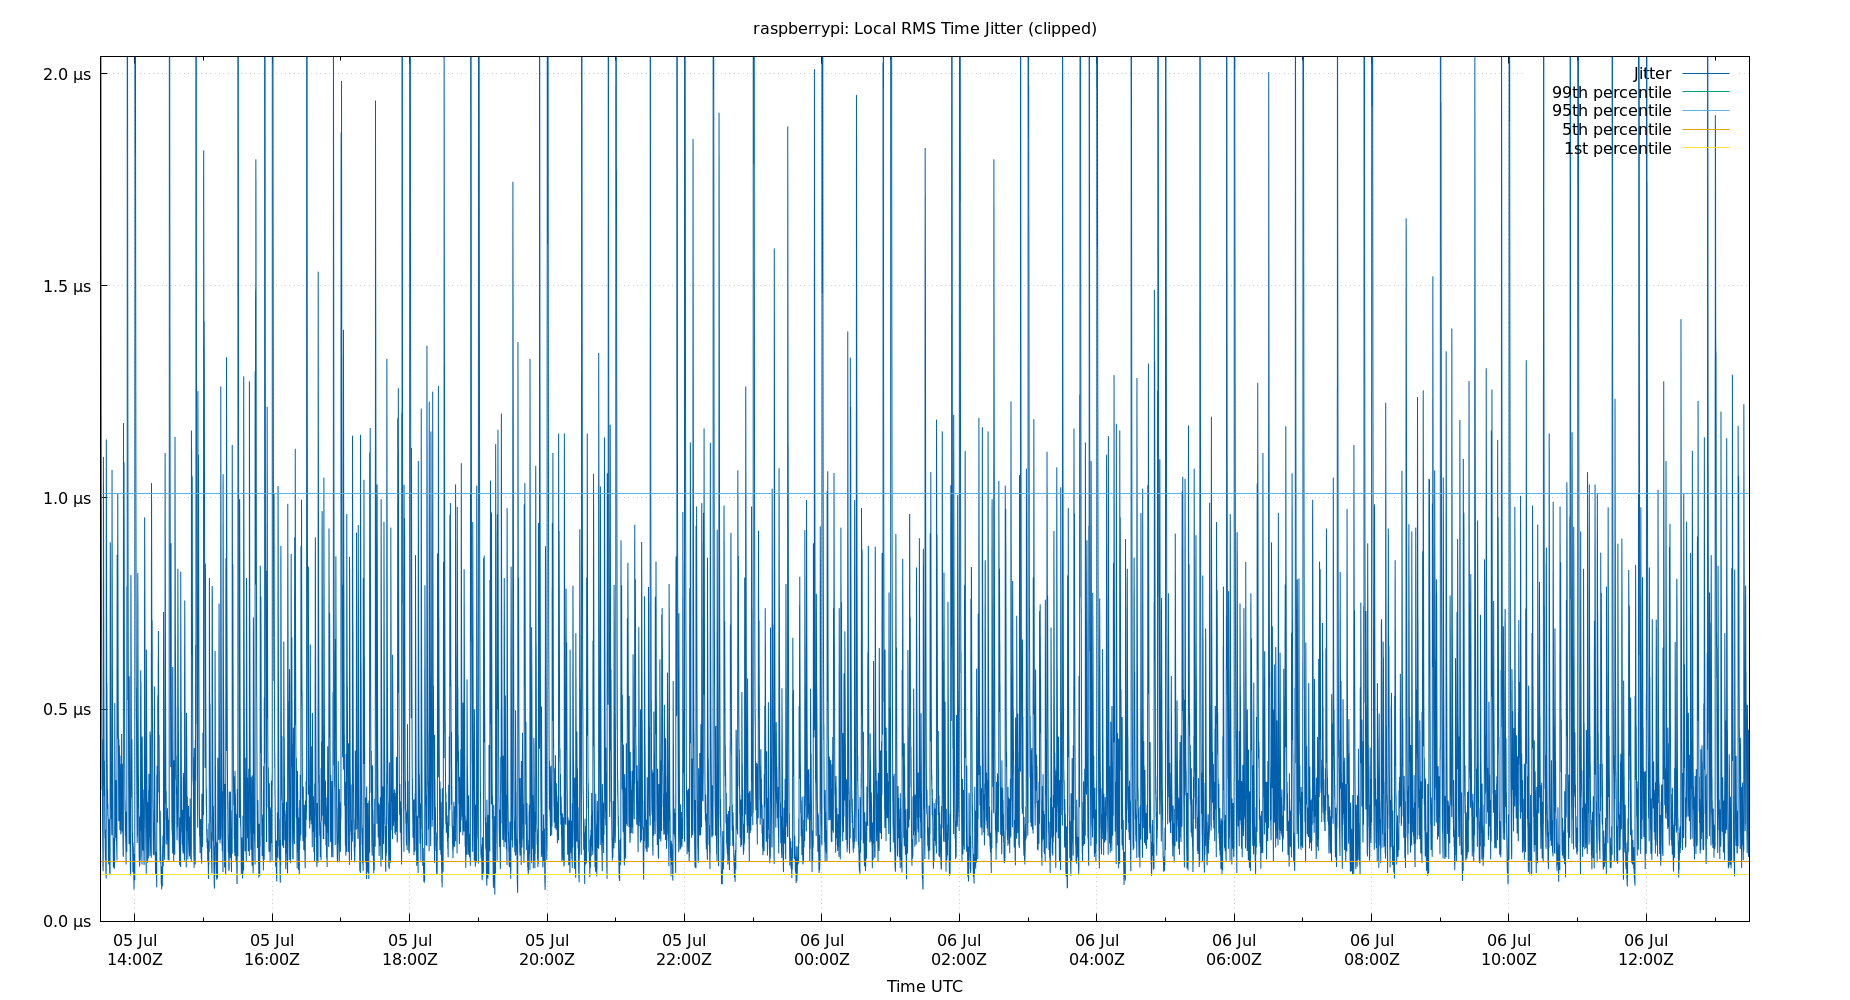 raspberrypi: Local RMS Time Jitter (clipped)
2.0 µs
1.5 µs
1.0 µs
0.5 µs
0.0 µs
Jitter
99th percentile
95th percentile
5th percentile
1st percentile
05 Jul 05 Jul 05 Jul 05 Jul 05 Jul 06 Jul 06 Jul 06 Jul 06 Jul 06 Jul 06 Jul 06 Jul
14:00Z 16:00Z 18:00Z 20:00Z 22:00Z 00:00Z 02:00Z 04:00Z 06:00Z 08:00Z 10:00Z 12:00Z
Time UTC